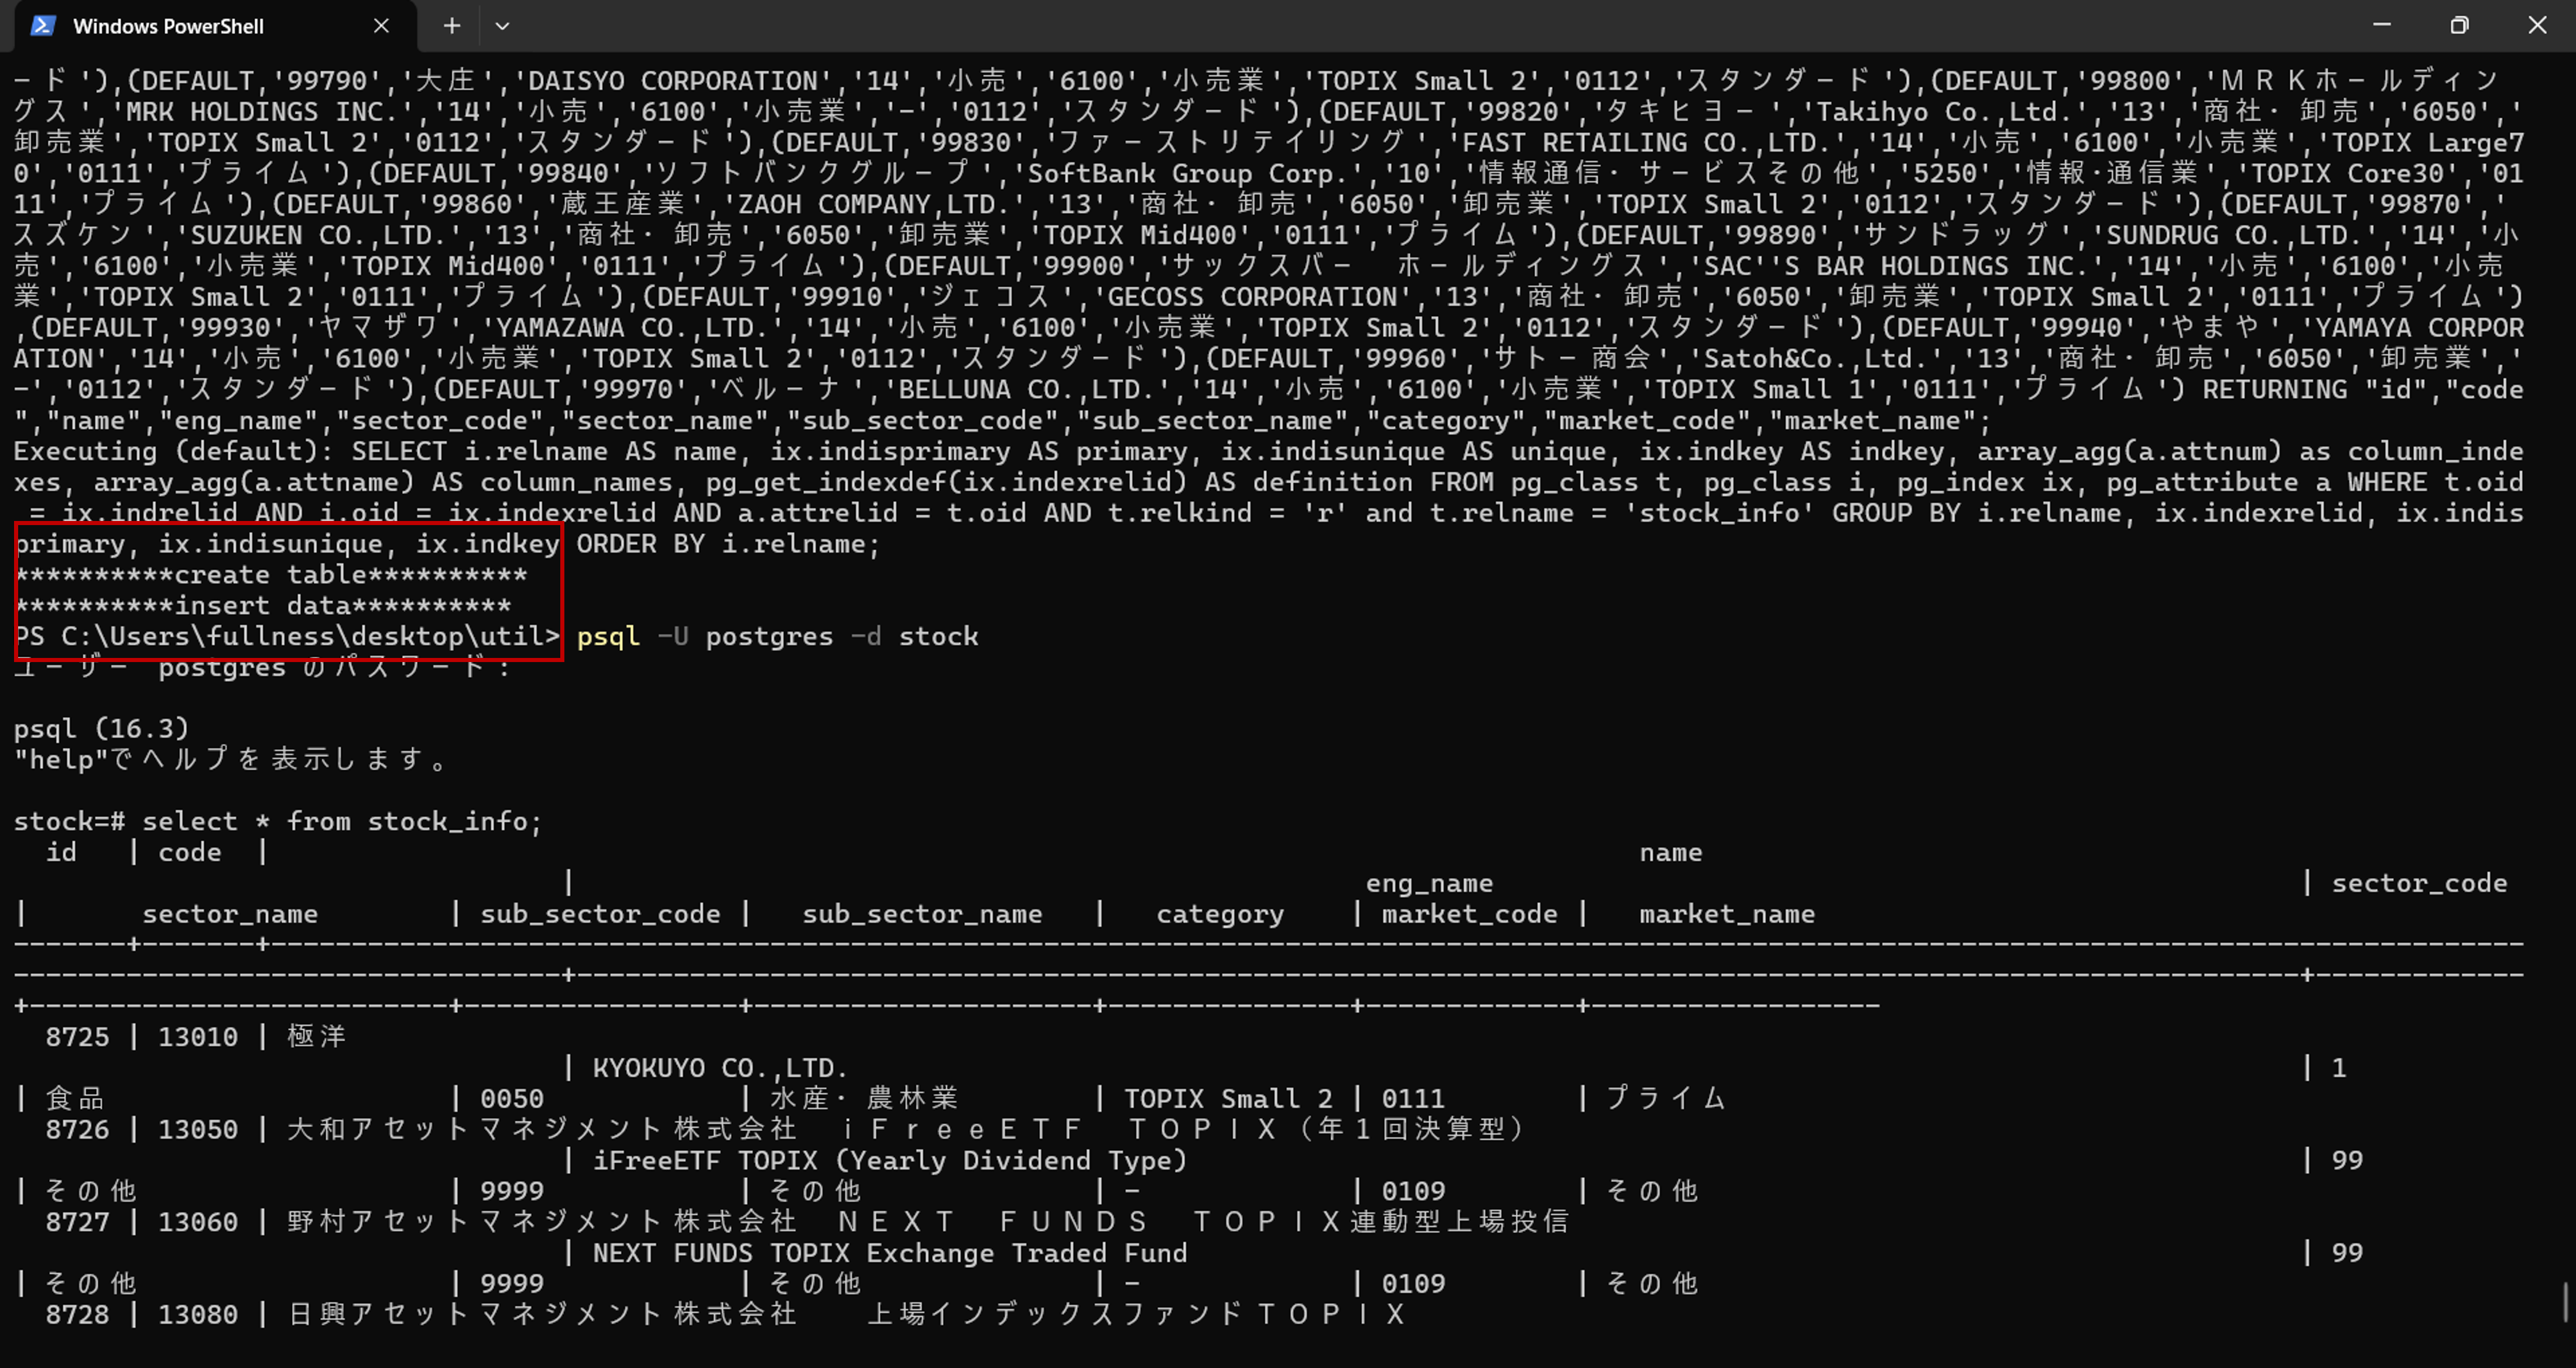 Windows PowerShell
ード'),(DEFAULT,'99790','大庄','DAISYO CORPORATION','14','小売','6100','小売業','TOPIX Small 2','0112','スタンダード'),(DEFAULT,'99800','ＭＲＫホールディン
グス','MRK HOLDINGS INC.','14','小売','6100','小売業','-','0112','スタンダード'),(DEFAULT,'99820','タキヒヨー','Takihyo Co.,Ltd.','13','商社・卸売','6050','
卸売業','TOPIX Small 2','0112','スタンダード'),(DEFAULT,'99830','ファーストリテイリング','FAST RETAILING CO.,LTD.','14','小売','6100','小売業','TOPIX Large7
0','0111','プライム'),(DEFAULT,'99840','ソフトバンクグループ','SoftBank Group Corp.','10','情報通信・サービスその他','5250','情報･通信業','TOPIX Core30','01
11','プライム'),(DEFAULT,'99860','蔵王産業','ZAOH COMPANY,LTD.','13','商社・卸売','6050','卸売業','TOPIX Small 2','0112','スタンダード'),(DEFAULT,'99870','
スズケン','SUZUKEN CO.,LTD.','13','商社・卸売','6050','卸売業','TOPIX Mid400','0111','プライム'),(DEFAULT,'99890','サンドラッグ','SUNDRUG CO.,LTD.','14','小
売','6100','小売業','TOPIX Mid400','0111','プライム'),(DEFAULT,'99900','サックスバー　ホールディングス','SAC''S BAR HOLDINGS INC.','14','小売','6100','小売
業','TOPIX Small 2','0111','プライム'),(DEFAULT,'99910','ジェコス','GECOSS CORPORATION','13','商社・卸売','6050','卸売業','TOPIX Small 2','0111','プライム')
,(DEFAULT,'99930','ヤマザワ','YAMAZAWA CO.,LTD.','14','小売','6100','小売業','TOPIX Small 2','0112','スタンダード'),(DEFAULT,'99940','やまや','YAMAYA CORPOR
ATION','14','小売','6100','小売業','TOPIX Small 2','0112','スタンダード'),(DEFAULT,'99960','サトー商会','Satoh&Co.,Ltd.','13','商社・卸売','6050','卸売業','
-','0112','スタンダード'),(DEFAULT,'99970','ベルーナ','BELLUNA CO.,LTD.','14','小売','6100','小売業','TOPIX Small 1','0111','プライム') RETURNING "id","code
","name","eng_name","sector_code","sector_name","sub_sector_code","sub_sector_name","category","market_code","market_name";
Executing (default): SELECT i.relname AS name, ix.indisprimary AS primary, ix.indisunique AS unique, ix.indkey AS indkey, array_agg(a.attnum) as column_inde
xes, array_agg(a.attname) AS column_names, pg_get_indexdef(ix.indexrelid) AS definition FROM pg_class t, pg_class i, pg_index ix, pg_attribute a WHERE t.oid
= ix.indrelid AND i.oid = ix.indexrelid AND a.attrelid = t.oid AND t.relkind = 'r' and t.relname = 'stock_info' GROUP BY i.relname, ix.indexrelid, ix.indis
primary, ix.indisunique, ix.indkey ORDER BY i.relname;
**********create table**********
**********insert data**********
PS C:\Users\fullness\desktop\util> psql -U postgres -d stock
ユーザー postgres のパスワード:
psql (16.3)
"help"でヘルプを表示します。
stock=# select * from stock_info;
id | code | name
| eng_name | sector_code
| sector_name | sub_sector_code | sub_sector_name | category | market_code | market_name
-------+-------+--------------------------------------------------------------------------------------------------------------------------------------------
----------------------------------+-----------------------------------------------------------------------------------------------------------+-------------
+--------------------------+-----------------+---------------------+---------------+-------------+------------------
8725 | 13010 | 極洋
| KYOKUYO CO.,LTD. | 1
| 食品 | 0050 | 水産・農林業 | TOPIX Small 2 | 0111 | プライム
8726 | 13050 | 大和アセットマネジメント株式会社　ｉＦｒｅｅＥＴＦ　ＴＯＰＩＸ（年１回決算型）
| iFreeETF TOPIX (Yearly Dividend Type) | 99
| その他 | 9999 | その他 | - | 0109 | その他
8727 | 13060 | 野村アセットマネジメント株式会社　ＮＥＸＴ　ＦＵＮＤＳ　ＴＯＰＩＸ連動型上場投信
| NEXT FUNDS TOPIX Exchange Traded Fund | 99
| その他 | 9999 | その他 | - | 0109 | その他
8728 | 13080 | 日興アセットマネジメント株式会社　　上場インデックスファンドＴＯＰＩＸ